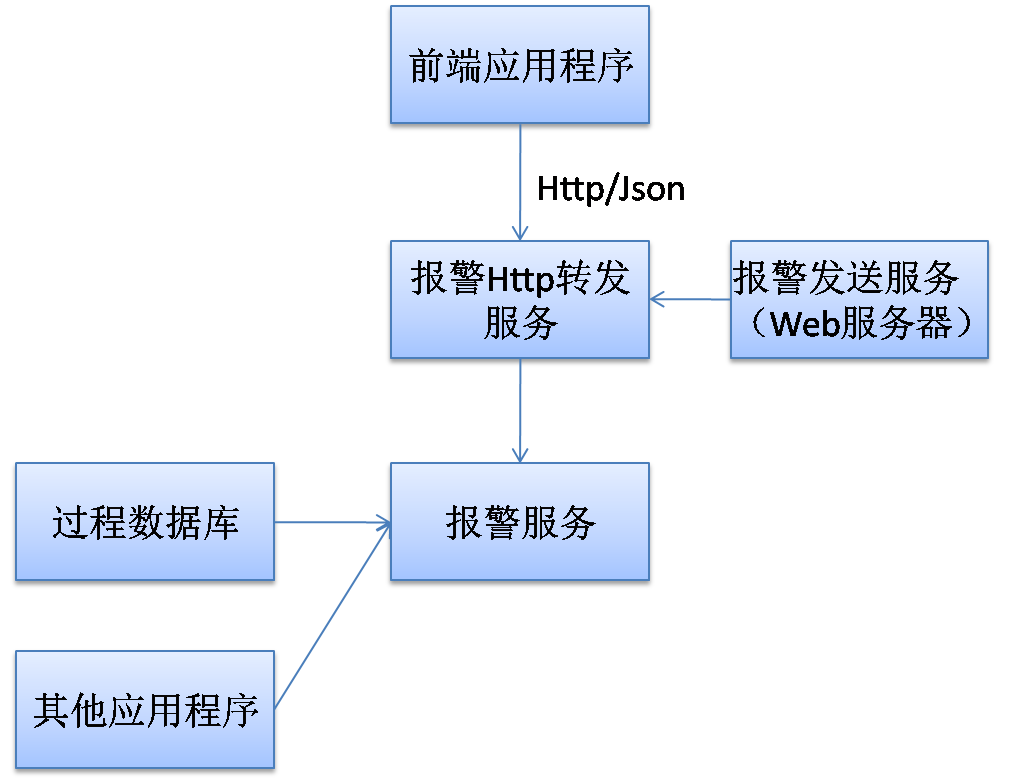 前端应用程序
Http/Json
报警Http转发
服务
报警发送服务
（Web服务器）
过程数据库
报警服务
其他应用程序